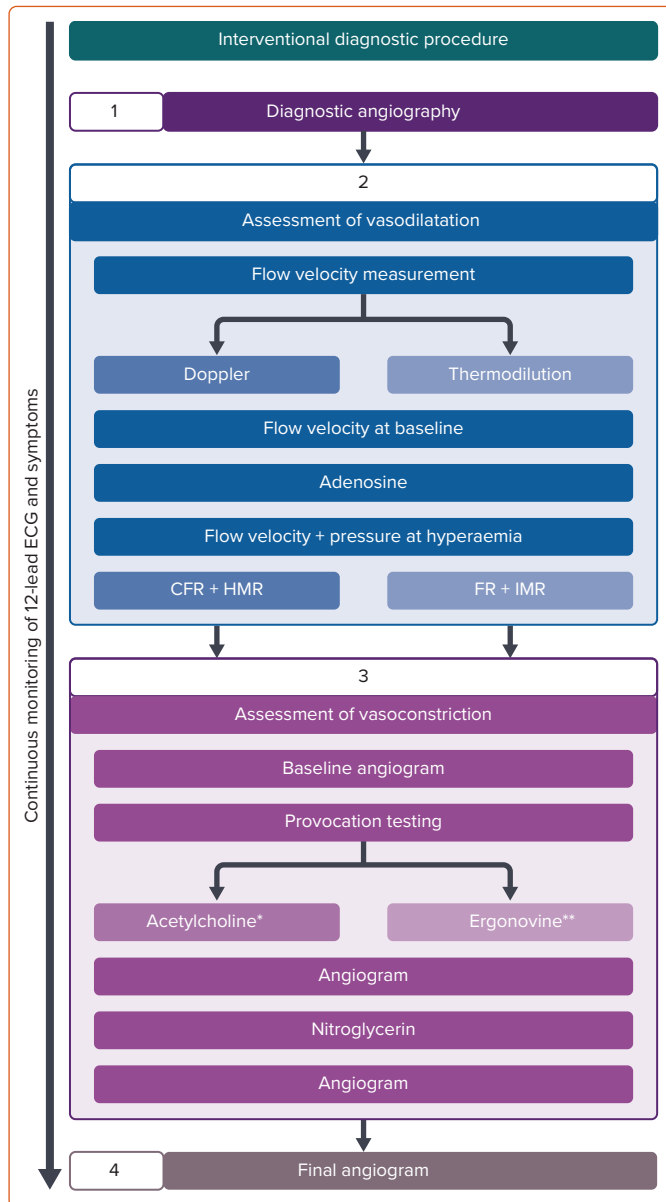 Interventional diagnostic procedure
1
Diagnostic angiography
2
Assessment of vasodilatation
Flow velocity measurement
Doppler
Thermodilution
Flow velocity at baseline
Adenosine
Flow velocity + pressure at hyperaemia
CFR + HMR
FR + IMR
3
Assessment of vasoconstriction
Baseline angiogram
Provocation testing
Acetylcholine*
Ergonovine**
Angiogram
Nitroglycerin
Angiogram
4
Final angiogram
Continuous monitoring of 12-lead ECG and symptoms